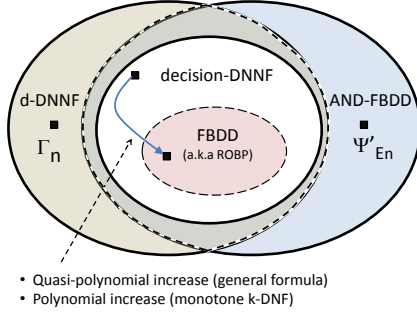 decision-DNNF
d-DNNF
AND-FBDD
Γn
FBDD
(a.k.a ROBP)
Ψ'En
• Quasi-polynomial increase (general formula)
• Polynomial increase (monotone k-DNF)